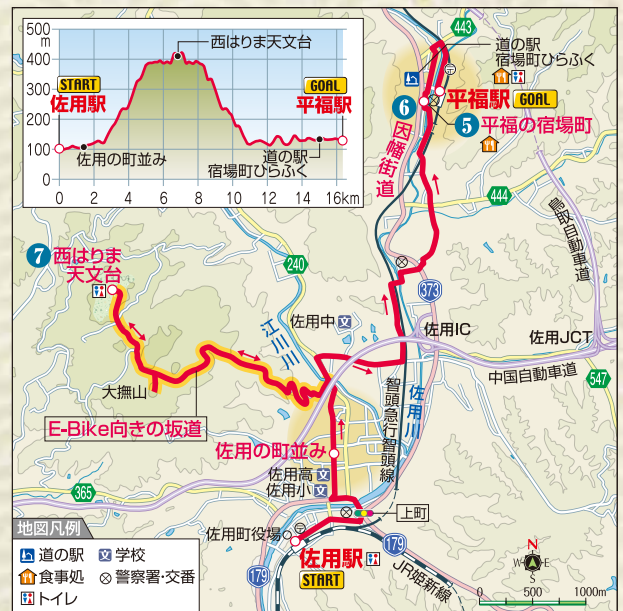 500
m
400
300
200
100
0
2
4
6
8
10
12
14
16km
西はりま天文台
START
佐用駅
GOAL
平福駅
佐用の町並み
道の駅
宿場町ひらふく
443
道の駅
宿場町ひらふく
平福駅 GOAL
6
5 平福の宿場町
因幡街道
444
鳥取自動車道
7 西はりま
天文台
240
373
佐用中 文
江川川
佐用IC
佐用JCT
中国自動車道
547
大撫山
智頭急行智頭線
佐用川
E-Bike向きの坂道
佐用の町並み
佐用高 文
佐用小 文
365
上町
佐用町役場
佐用駅
START
179
179
JR姫新線
地図凡例
道の駅 文 学校
食事処 警察署・交番
トイレ
N
W E
S
0 500 1000m